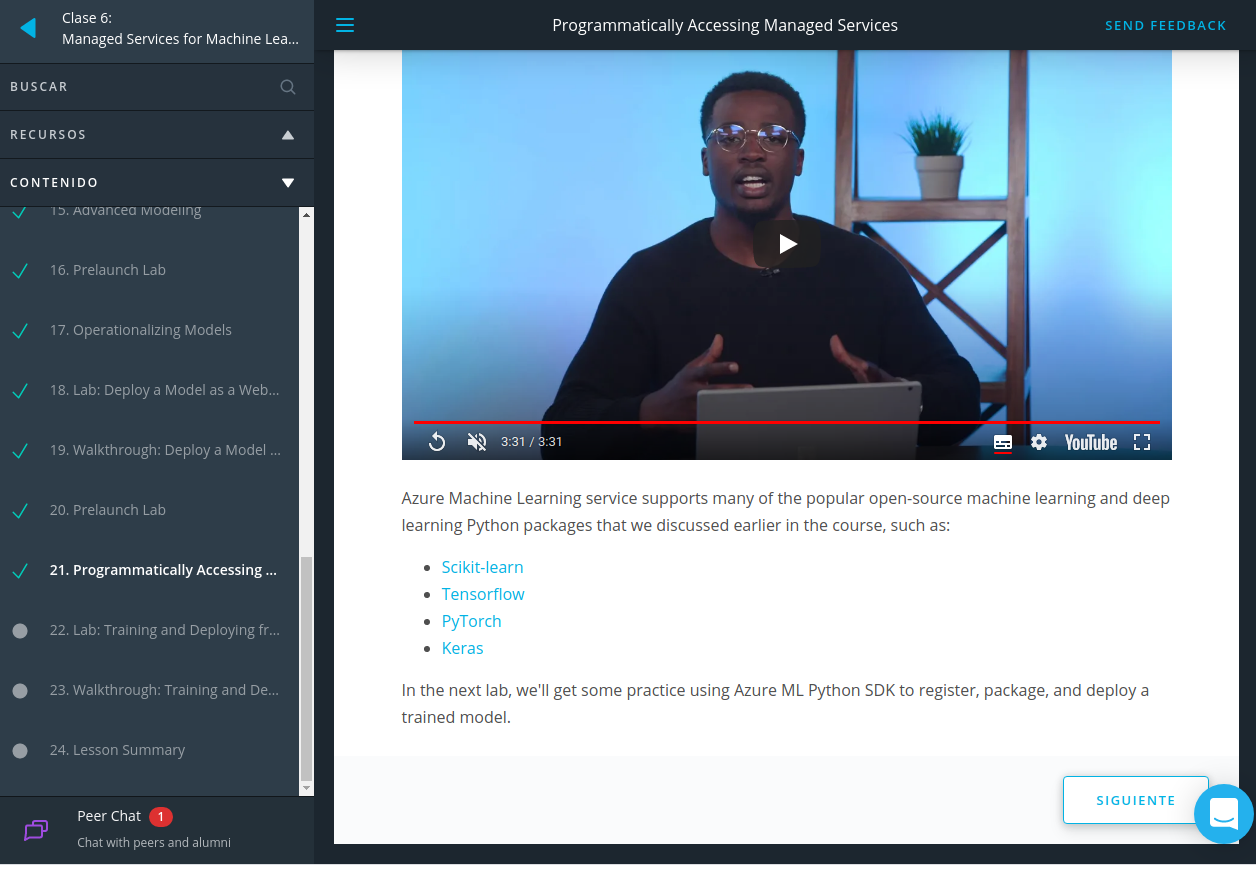 Clase 6:
Managed Services for Machine Lea...
BUSCAR
RECURSOS
CONTENIDO
15. Advanced Modeling
16. Prelaunch Lab
17. Operationalizing Models
18. Lab: Deploy a Model as a Web...
19. Walkthrough: Deploy a Model ...
20. Prelaunch Lab
21. Programmatically Accessing ...
22. Lab: Training and Deploying fr...
23. Walkthrough: Training and De...
24. Lesson Summary
Peer Chat 1
Chat with peers and alumni
Programmatically Accessing Managed Services
SEND FEEDBACK
3:31 / 3:31
YouTube
Azure Machine Learning service supports many of the popular open-source machine learning and deep
learning Python packages that we discussed earlier in the course, such as:
Scikit-learn
Tensorflow
PyTorch
Keras
In the next lab, we'll get some practice using Azure ML Python SDK to register, package, and deploy a
trained model.
SIGUIENTE